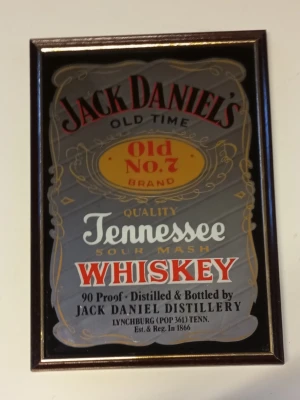 JACK DANIEL'S
OLD TIME
Old
No.7
BRAND
QUALITY
Tennessee
SOUR MASH
WHISKEY
90 Proof · Distilled & Bottled by
JACK DANIEL DISTILLERY
LYNCHBURG (POP 361) TENN.
Est. & Reg. In 1866